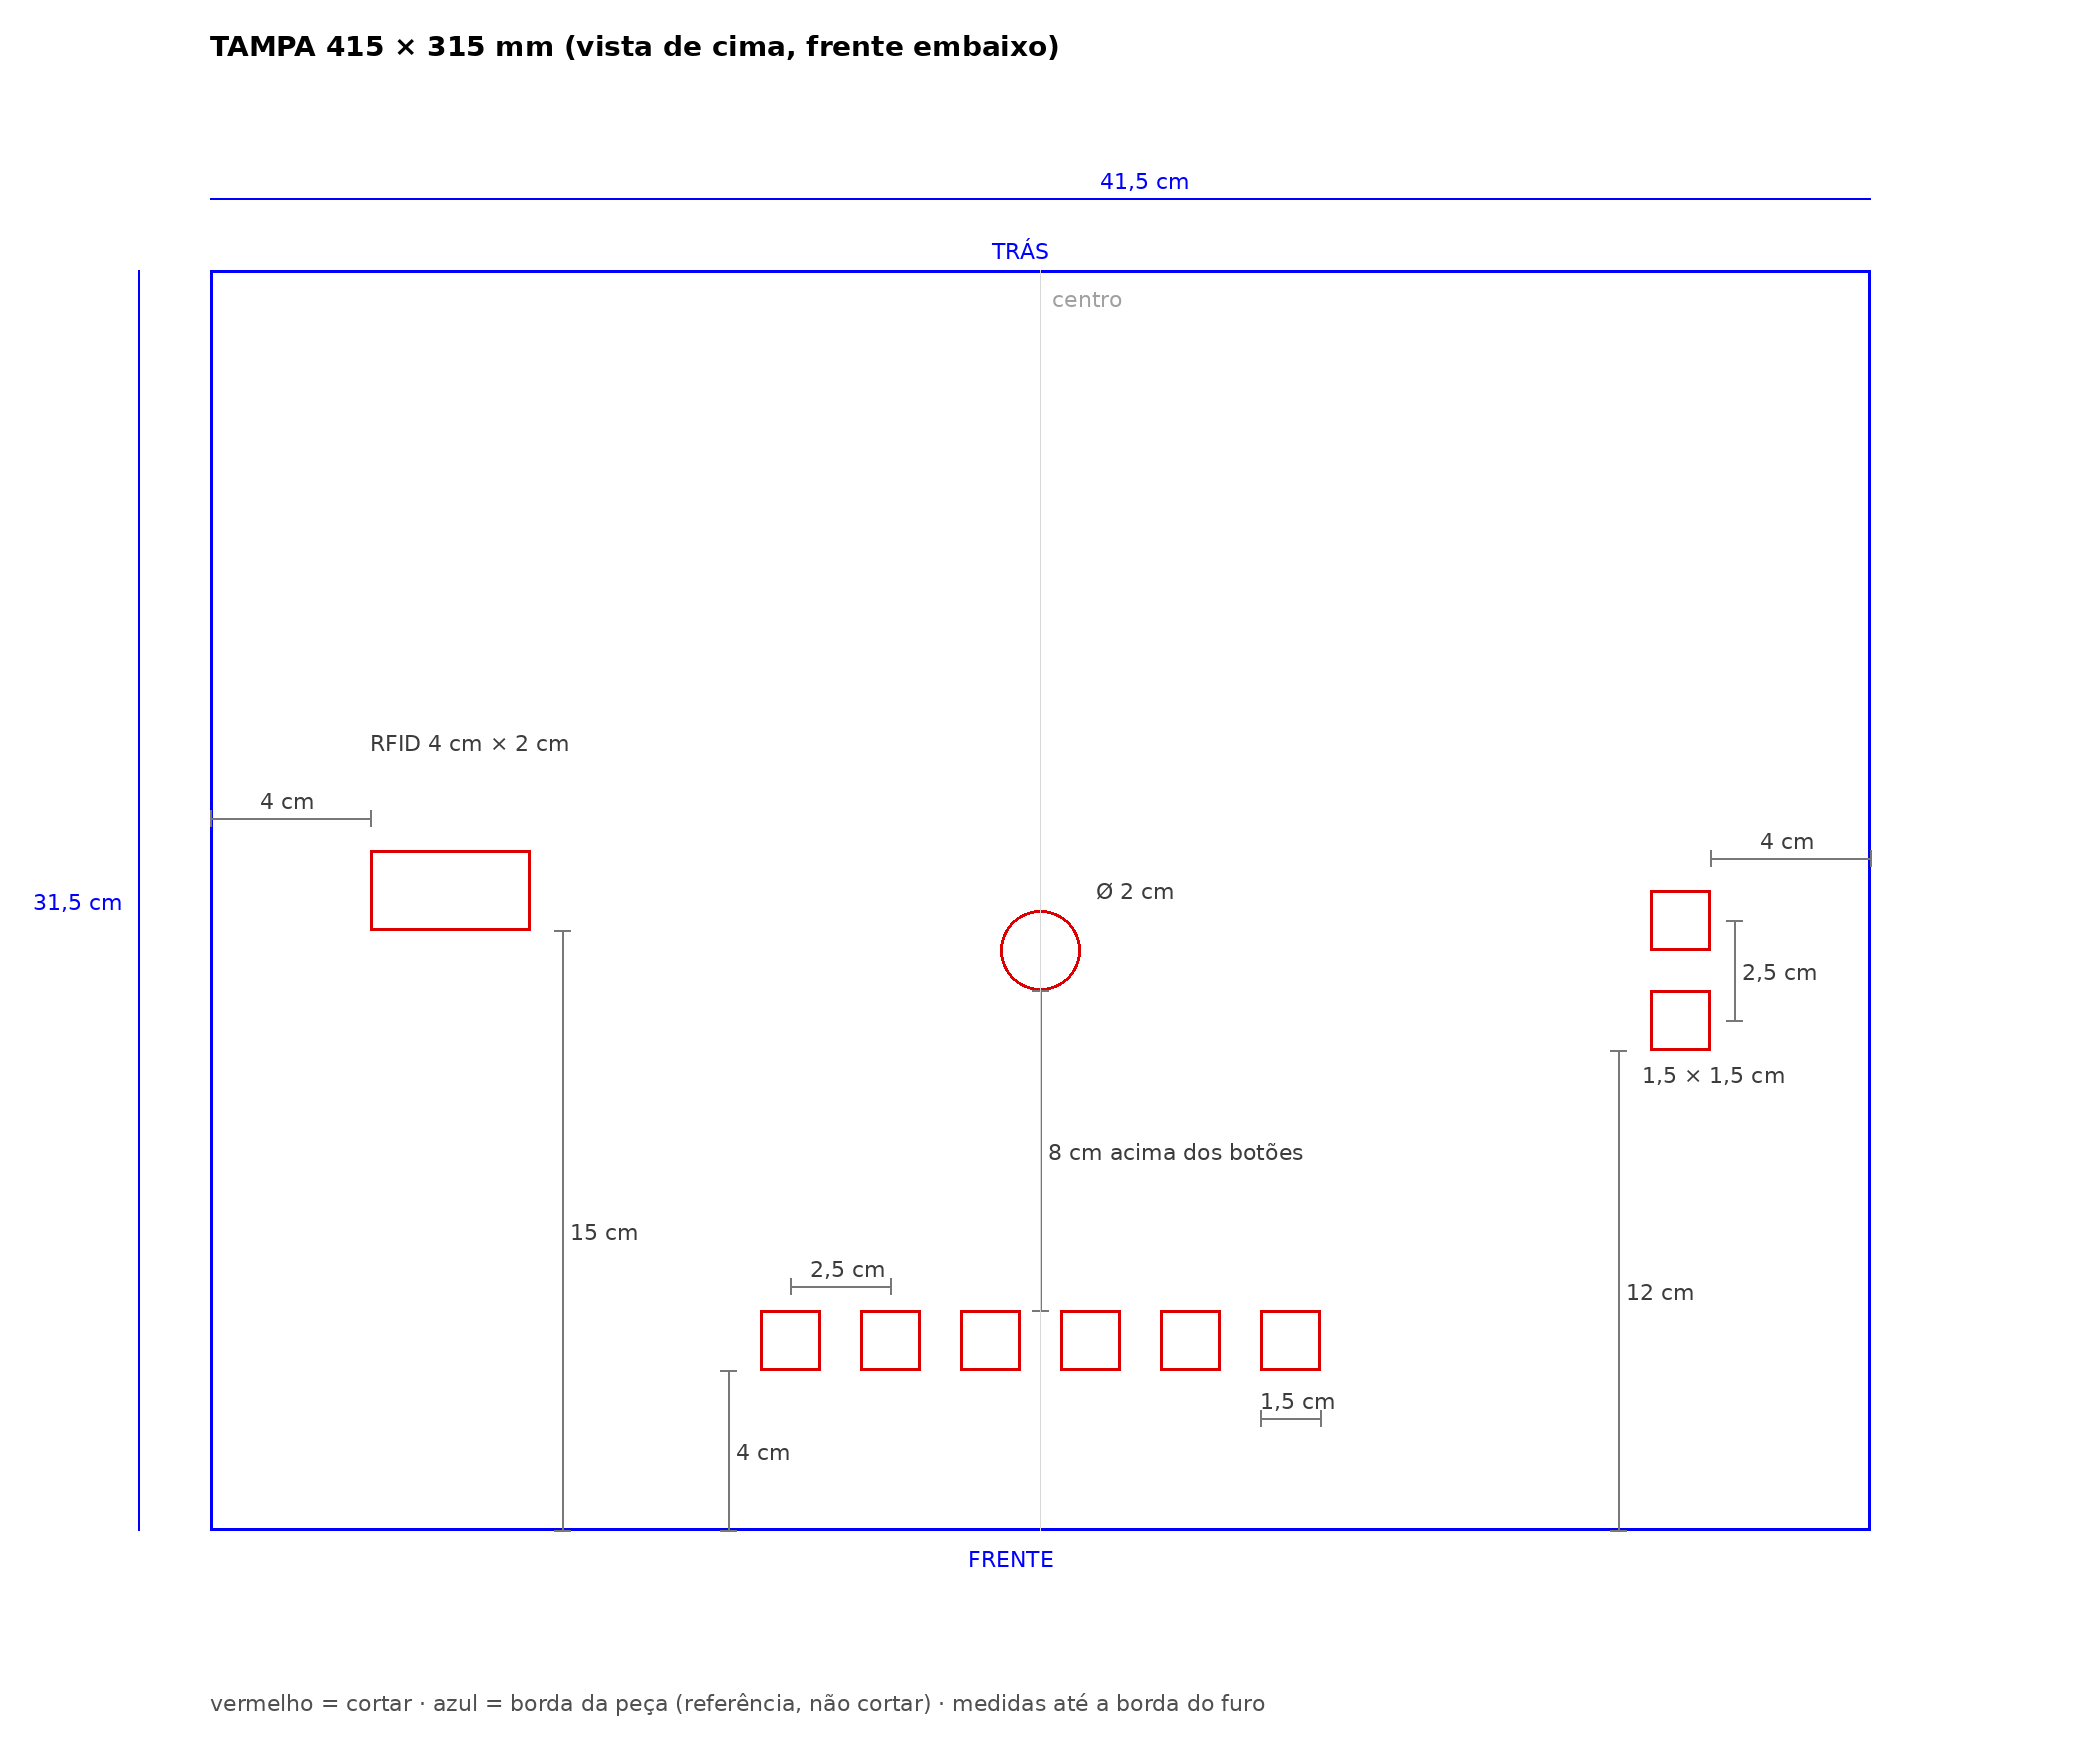 TAMPA 415 × 315 mm (vista de cima, frente embaixo)
41,5 cm
TRÁS
centro
RFID 4 cm × 2 cm
4 cm
4 cm
31,5 cm
Ø 2 cm
2,5 cm
1,5 × 1,5 cm
8 cm acima dos botões
15 cm
2,5 cm
12 cm
1,5 cm
4 cm
FRENTE
vermelho = cortar · azul = borda da peça (referência, não cortar) · medidas até a borda do furo